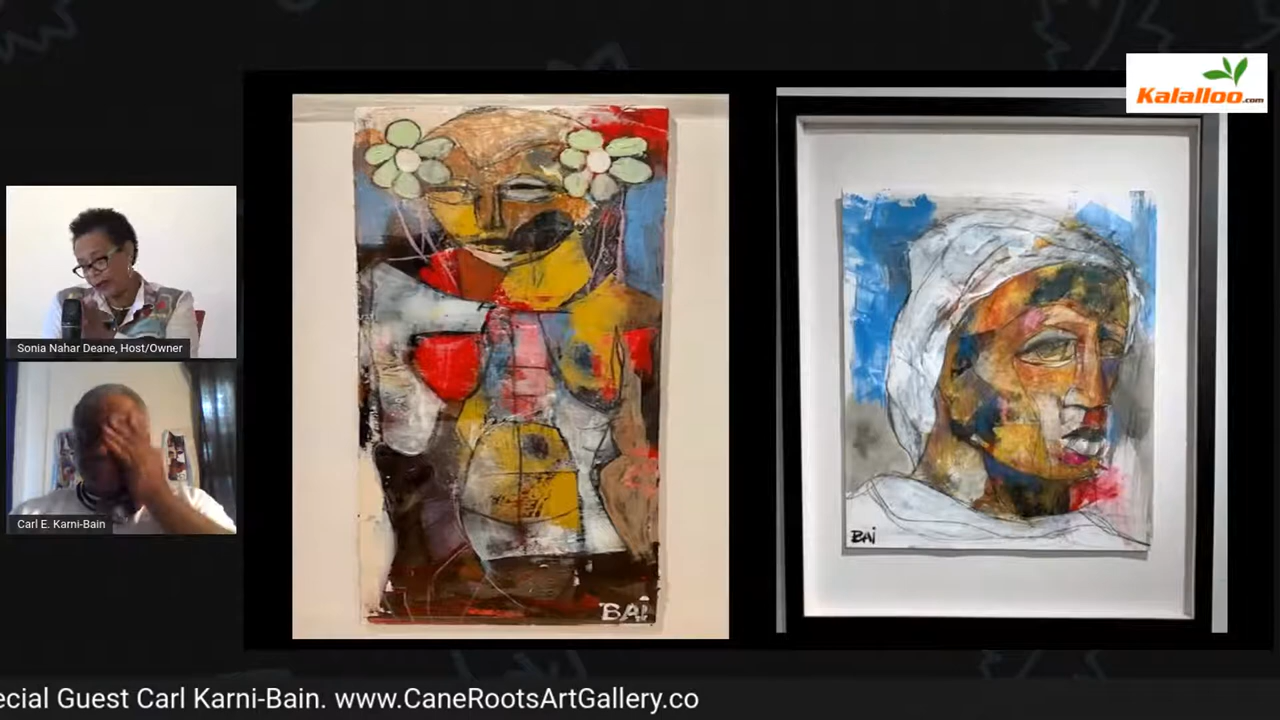 Kalalloo.com
Sonia Nahar Deane, Host/Owner
Carl E. Karni-Bain
BAi
BAi
ecial Guest Carl Karni-Bain. www.CaneRootsArtGallery.co